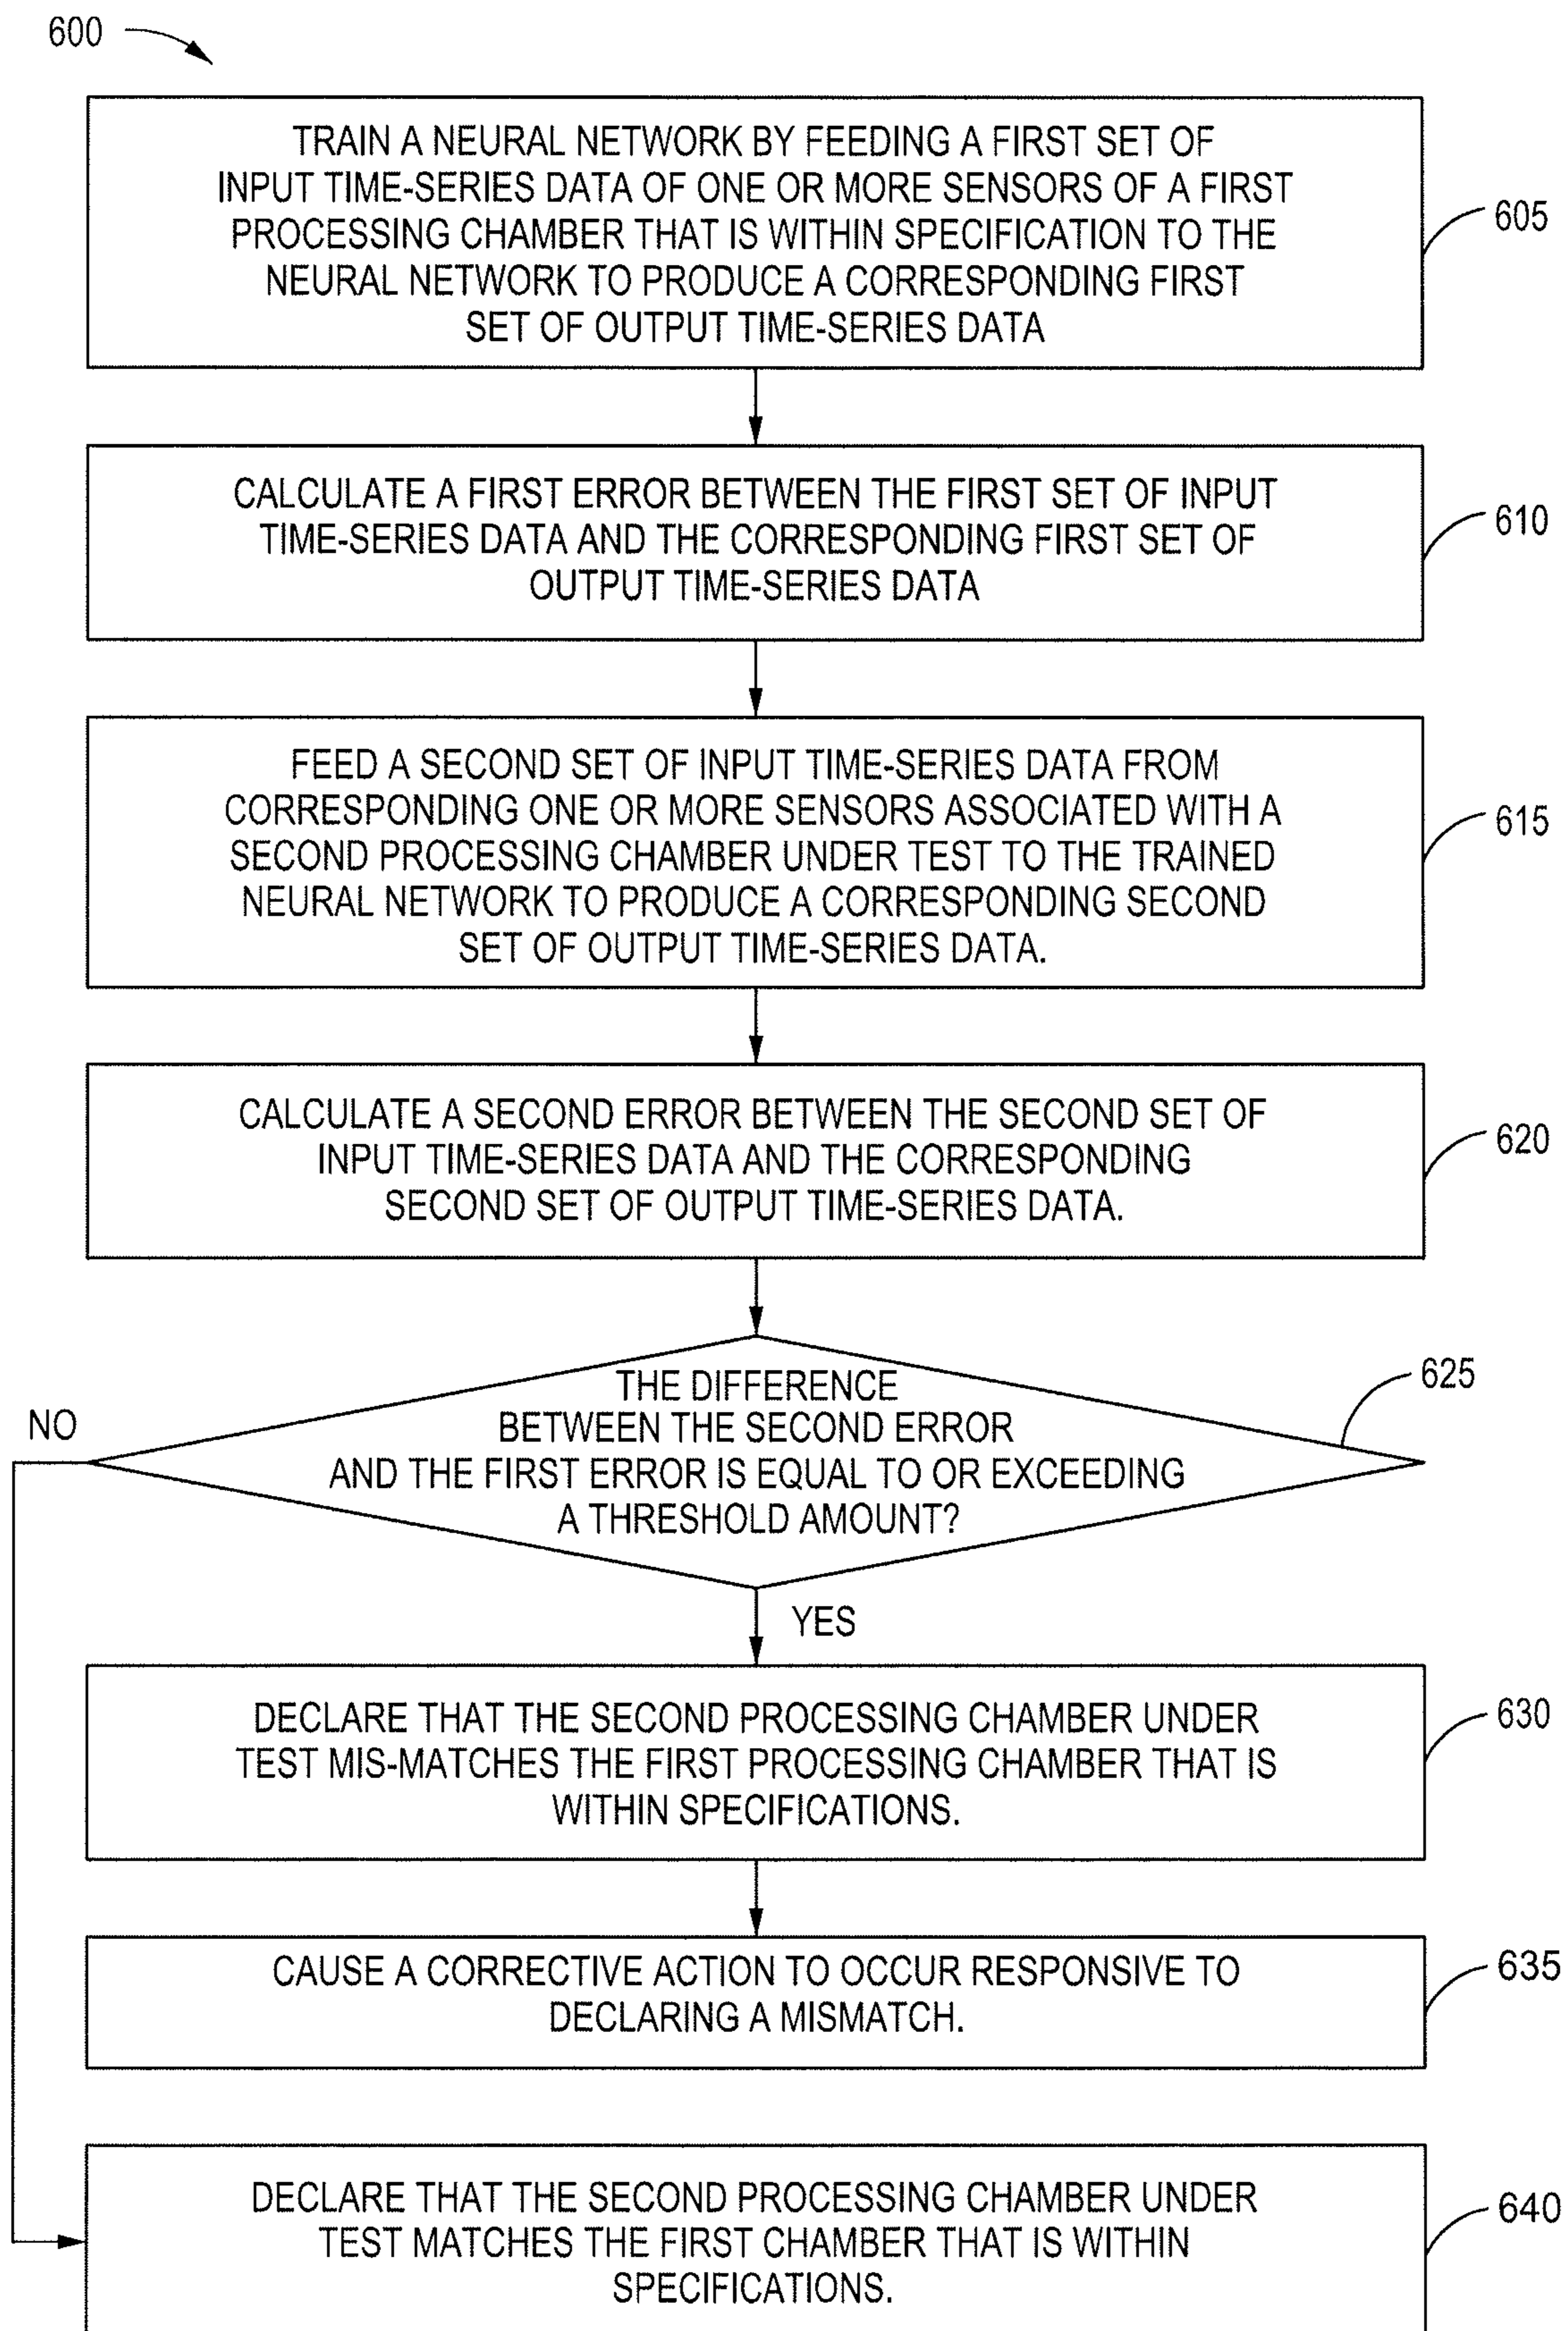 600
TRAIN A NEURAL NETWORK BY FEEDING A FIRST SET OF
INPUT TIME-SERIES DATA OF ONE OR MORE SENSORS OF A FIRST
PROCESSING CHAMBER THAT IS WITHIN SPECIFICATION TO THE
NEURAL NETWORK TO PRODUCE A CORRESPONDING FIRST
SET OF OUTPUT TIME-SERIES DATA
605
CALCULATE A FIRST ERROR BETWEEN THE FIRST SET OF INPUT
TIME-SERIES DATA AND THE CORRESPONDING FIRST SET OF
OUTPUT TIME-SERIES DATA
610
FEED A SECOND SET OF INPUT TIME-SERIES DATA FROM
CORRESPONDING ONE OR MORE SENSORS ASSOCIATED WITH A
SECOND PROCESSING CHAMBER UNDER TEST TO THE TRAINED
NEURAL NETWORK TO PRODUCE A CORRESPONDING SECOND
SET OF OUTPUT TIME-SERIES DATA.
615
CALCULATE A SECOND ERROR BETWEEN THE SECOND SET OF
INPUT TIME-SERIES DATA AND THE CORRESPONDING
SECOND SET OF OUTPUT TIME-SERIES DATA.
620
THE DIFFERENCE
BETWEEN THE SECOND ERROR
AND THE FIRST ERROR IS EQUAL TO OR EXCEEDING
A THRESHOLD AMOUNT?
625
NO
YES
DECLARE THAT THE SECOND PROCESSING CHAMBER UNDER
TEST MIS-MATCHES THE FIRST PROCESSING CHAMBER THAT IS
WITHIN SPECIFICATIONS.
630
CAUSE A CORRECTIVE ACTION TO OCCUR RESPONSIVE TO
DECLARING A MISMATCH.
635
DECLARE THAT THE SECOND PROCESSING CHAMBER UNDER
TEST MATCHES THE FIRST CHAMBER THAT IS WITHIN
SPECIFICATIONS.
640